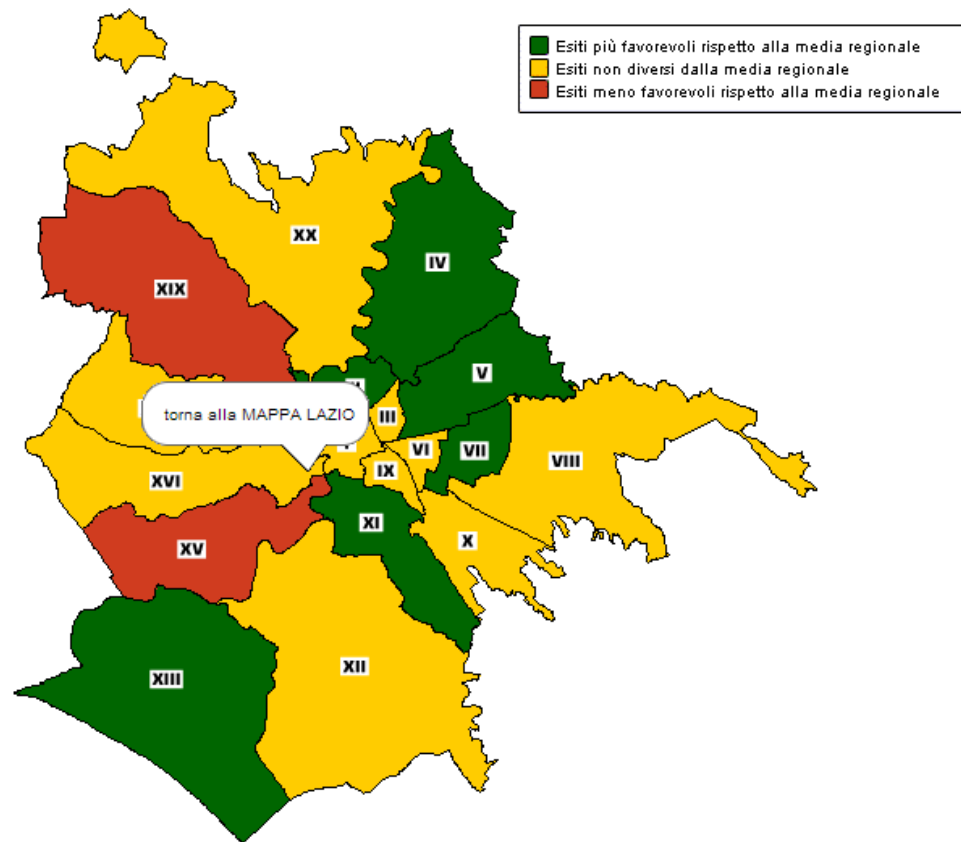 Esiti più favorevoli rispetto alla media regionale
Esiti non diversi dalla media regionale
Esiti meno favorevoli rispetto alla media regionale
XX
IV
XIX
V
III
torna alla MAPPA LAZIO
VI
VII
IX
VIII
XVI
XI
X
XV
XII
XIII